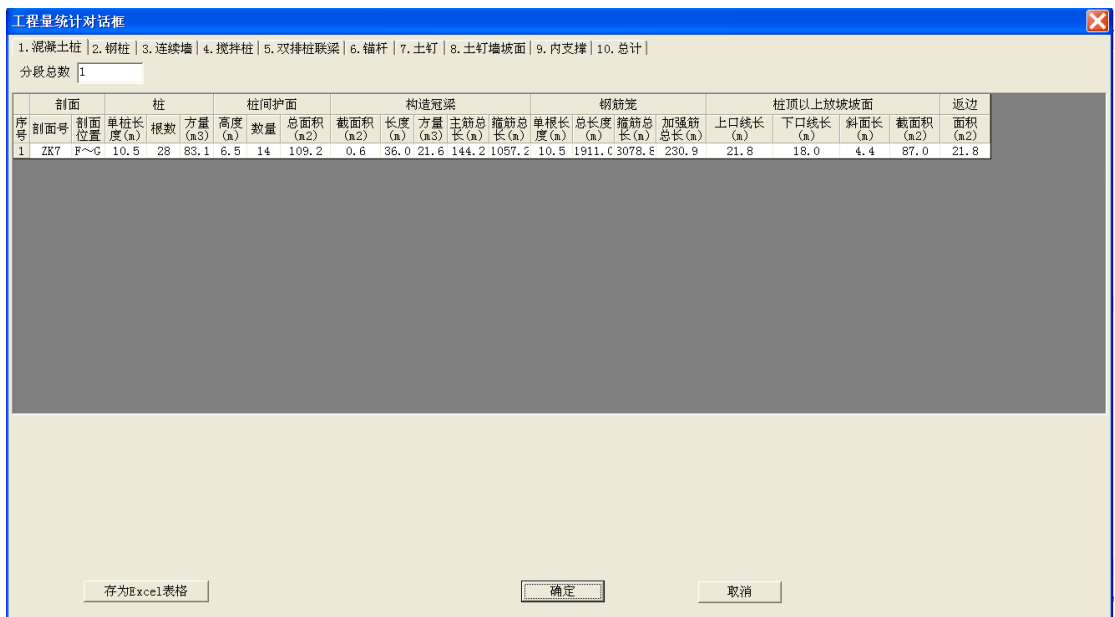 工程量统计对话框
1.混凝土桩 2.钢桩 3.连续墙 4.搅拌桩 5.双排桩联梁 6.锚杆 7.土钉 8.土钉墙坡面 9.内支撑 10.总计
分段总数 1
剖面 桩 桩间护面 构造冠梁 钢筋笼 桩顶以上放坡坡面 返边
序号 剖面号 剖面位置 单桩长度(m) 根数 方量(m3) 高度(m) 数量 总面积(m2) 截面积(m2) 长度(m) 方量(m3) 主筋总长(m) 箍筋总长(m) 单根长度(m) 总长度(m) 箍筋总长(m) 加强筋总长(m) 上口线长(m) 下口线长(m) 斜面长(m) 截面积(m2) 面积(m2)
1 ZK7 F～G 10.5 28 83.1 6.5 14 109.2 0.6 36.0 21.6 144.2 1057.2 10.5 1911.0 3078.8 230.9 21.8 18.0 4.4 87.0 21.8
存为Excel表格 确定 取消